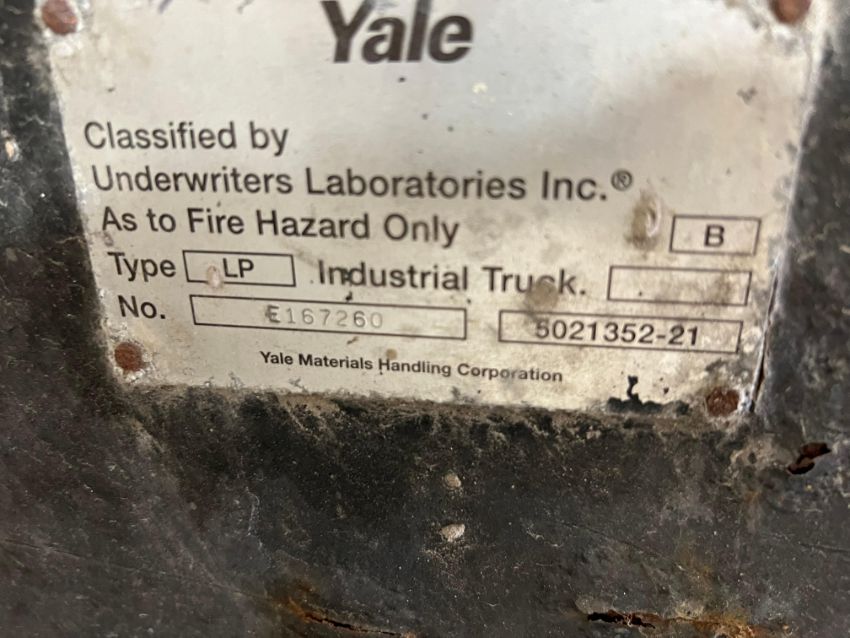 Yale
Classified by
Underwriters Laboratories Inc.®
As to Fire Hazard Only B
Type LP Industrial Truck.
No. E167260 5021352-21
Yale Materials Handling Corporation